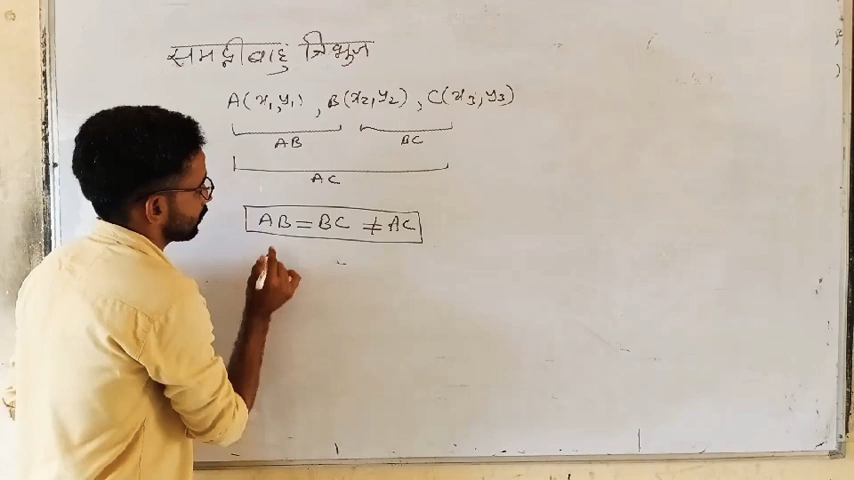 समद्वीबाहु त्रिभुज
A(x₁,y₁) , B(x₂,y₂) , C(x₃,y₃)
AB BC
AC
AB = BC ≠ AC